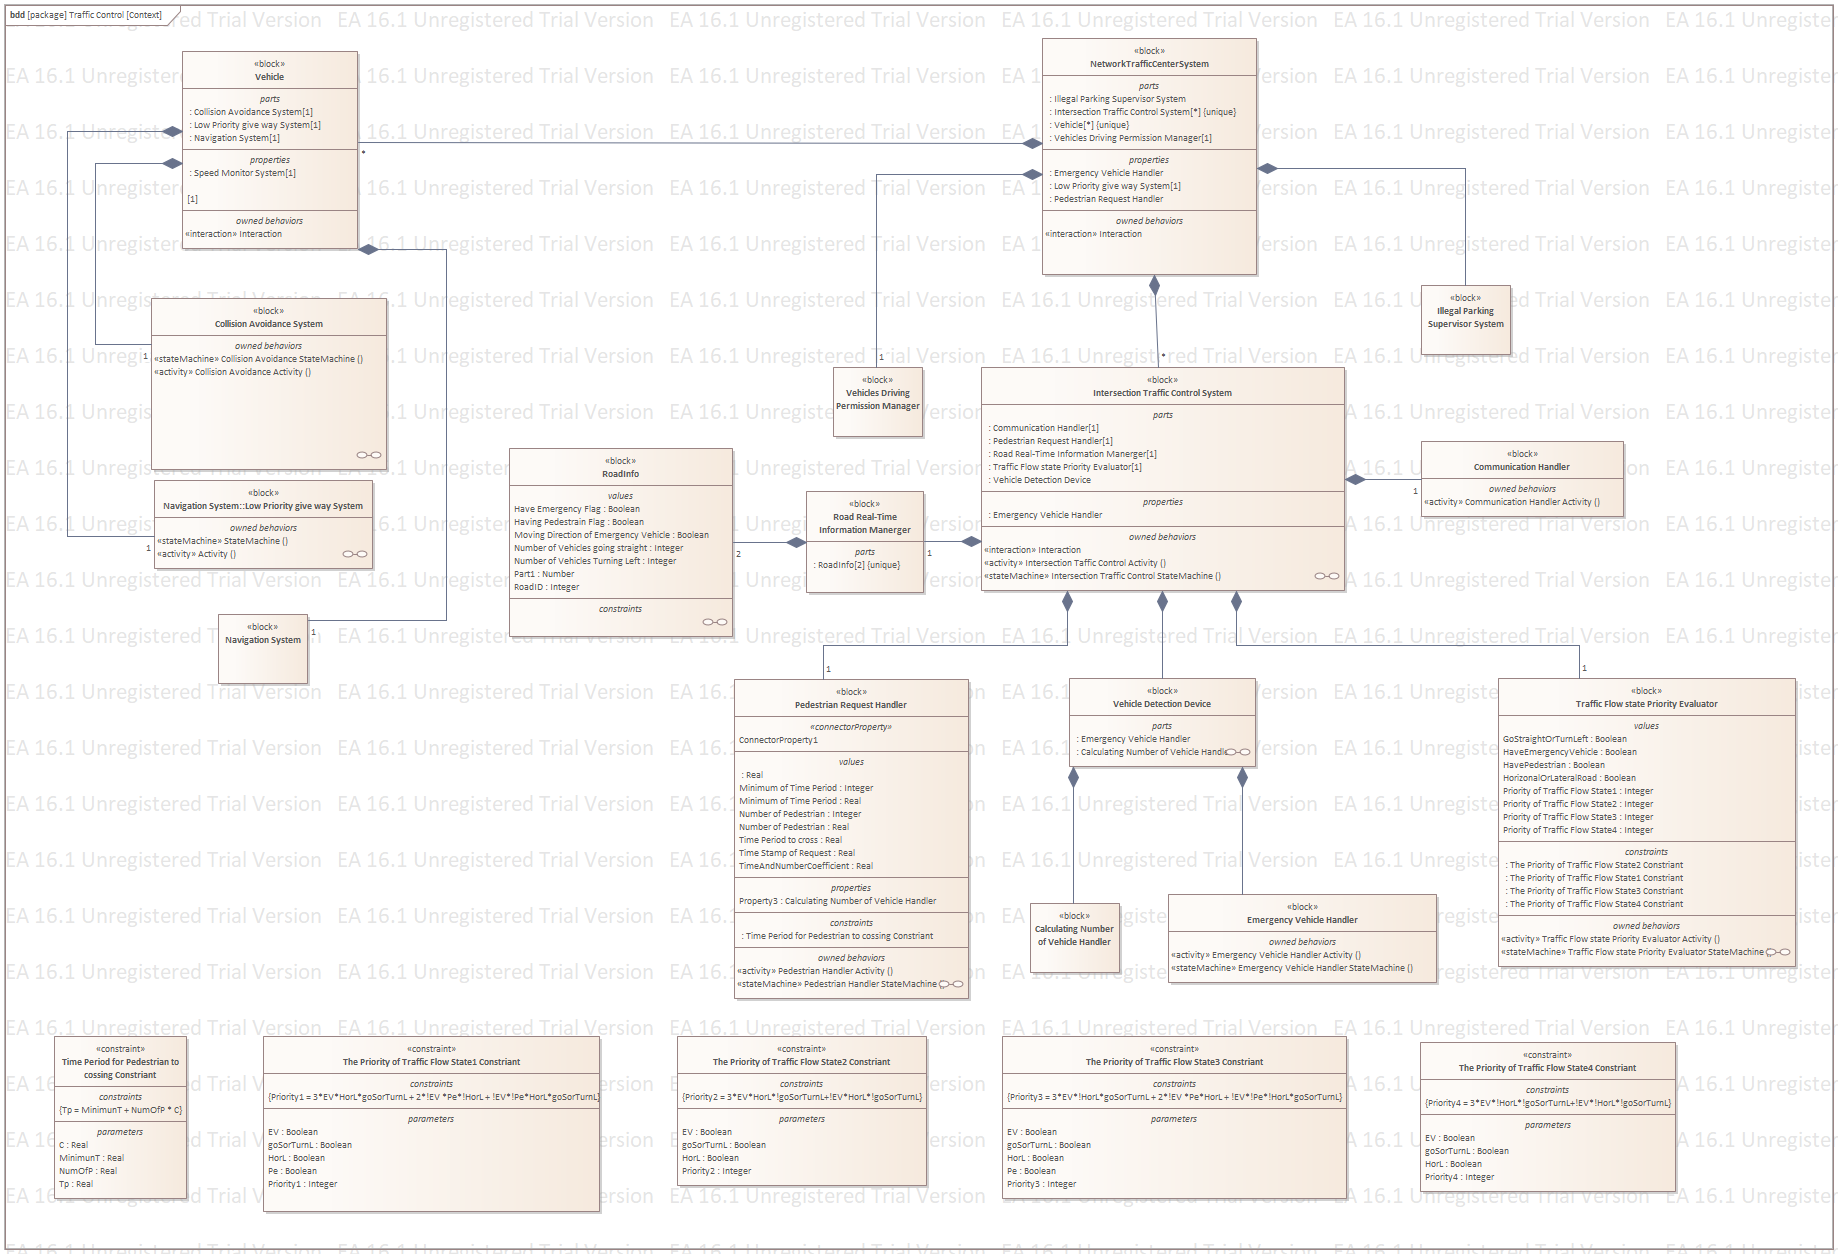 bdd [package] Traffic Control [Context]
«block»
Vehicle
parts
: Collision Avoidance System[1]
: Low Priority give way System[1]
: Navigation System[1]
properties
: Speed Monitor System[1]
[1]
owned behaviors
«interaction» Interaction
*
«block»
NetworkTrafficCenterSystem
parts
: Illegal Parking Supervisor System
: Intersection Traffic Control System[*] {unique}
: Vehicle[*] {unique}
: Vehicles Driving Permission Manager[1]
properties
: Emergency Vehicle Handler
: Low Priority give way System[1]
: Pedestrian Request Handler
owned behaviors
«interaction» Interaction
«block»
Illegal Parking
Supervisor System
«block»
Collision Avoidance System
owned behaviors
«stateMachine» Collision Avoidance StateMachine ()
«activity» Collision Avoidance Activity ()
1
«block»
Navigation System::Low Priority give way System
owned behaviors
«stateMachine» StateMachine ()
«activity» Activity ()
1
«block»
Navigation System
1
1
«block»
Vehicles Driving
Permission Manager
*
«block»
Intersection Traffic Control System
parts
: Communication Handler[1]
: Pedestrian Request Handler[1]
: Road Real-Time Information Manerger[1]
: Traffic Flow state Priority Evaluator[1]
: Vehicle Detection Device
properties
: Emergency Vehicle Handler
owned behaviors
«interaction» Interaction
«activity» Intersection Taffic Control Activity ()
«stateMachine» Intersection Traffic Control StateMachine ()
«block»
Communication Handler
owned behaviors
«activity» Communication Handler Activity ()
1
«block»
RoadInfo
values
Have Emergency Flag : Boolean
Having Pedestrain Flag : Boolean
Moving Direction of Emergency Vehicle : Boolean
Number of Vehicles going straight : Integer
Number of Vehicles Turning Left : Integer
Part1 : Number
RoadID : Integer
constraints
2
«block»
Road Real-Time
Information Manerger
parts
: RoadInfo[2] {unique}
1
1
«block»
Pedestrian Request Handler
«connectorProperty»
ConnectorProperty1
values
: Real
Minimum of Time Period : Integer
Minimum of Time Period : Real
Number of Pedestrian : Integer
Number of Pedestrian : Real
Time Period to cross : Real
Time Stamp of Request : Real
TimeAndNumberCoefficient : Real
properties
Property3 : Calculating Number of Vehicle Handler
constraints
: Time Period for Pedestrian to cossing Constriant
owned behaviors
«activity» Pedestrian Handler Activity ()
«stateMachine» Pedestrian Handler StateMachine
«block»
Vehicle Detection Device
parts
: Emergency Vehicle Handler
: Calculating Number of Vehicle Handle
1
«block»
Traffic Flow state Priority Evaluator
values
GoStraightOrTurnLeft : Boolean
HaveEmergencyVehicle : Boolean
HavePedestrian : Boolean
HorizonalOrLateralRoad : Boolean
Priority of Traffic Flow State1 : Integer
Priority of Traffic Flow State2 : Integer
Priority of Traffic Flow State3 : Integer
Priority of Traffic Flow State4 : Integer
constraints
: The Priority of Traffic Flow State2 Constriant
: The Priority of Traffic Flow State1 Constriant
: The Priority of Traffic Flow State3 Constriant
: The Priority of Traffic Flow State4 Constriant
owned behaviors
«activity» Traffic Flow state Priority Evaluator Activity ()
«stateMachine» Traffic Flow state Priority Evaluator StateMachine
«block»
Calculating Number
of Vehicle Handler
«block»
Emergency Vehicle Handler
owned behaviors
«activity» Emergency Vehicle Handler Activity ()
«stateMachine» Emergency Vehicle Handler StateMachine ()
«constraint»
Time Period for Pedestrian to
cossing Constriant
constraints
{Tp = MinimunT + NumOfP * C}
parameters
C : Real
MinimunT : Real
NumOfP : Real
Tp : Real
«constraint»
The Priority of Traffic Flow State1 Constriant
constraints
{Priority1 = 3*EV*HorL*goSorTurnL + 2*!EV *Pe*!HorL + !EV*!Pe*HorL*goSorTurnL}
parameters
EV : Boolean
goSorTurnL : Boolean
HorL : Boolean
Pe : Boolean
Priority1 : Integer
«constraint»
The Priority of Traffic Flow State2 Constriant
constraints
{Priority2 = 3*EV*HorL*!goSorTurnL+!EV*HorL*!goSorTurnL}
parameters
EV : Boolean
goSorTurnL : Boolean
HorL : Boolean
Priority2 : Integer
«constraint»
The Priority of Traffic Flow State3 Constriant
constraints
{Priority3 = 3*EV*!HorL*goSorTurnL + 2*!EV *Pe*HorL + !EV*!Pe*!HorL*goSorTurnL}
parameters
EV : Boolean
goSorTurnL : Boolean
HorL : Boolean
Pe : Boolean
Priority3 : Integer
«constraint»
The Priority of Traffic Flow State4 Constriant
constraints
{Priority4 = 3*EV*!HorL*!goSorTurnL+!EV*!HorL*!goSorTurnL}
parameters
EV : Boolean
goSorTurnL : Boolean
HorL : Boolean
Priority4 : Integer
EA 16.1 Unregistered Trial Version